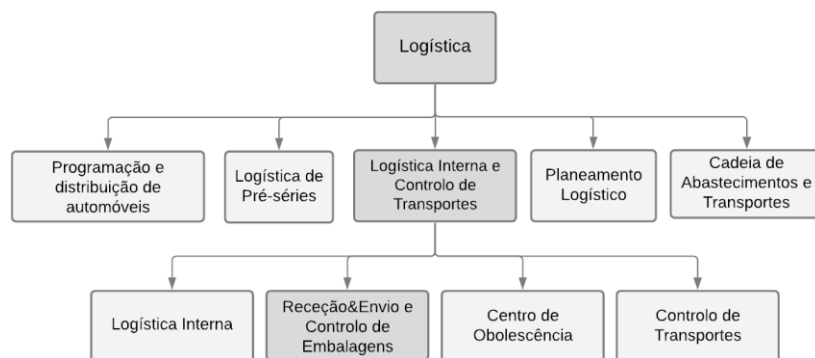 Logística
Programação e
distribuição de
automóveis
Logística de
Pré-séries
Logística Interna e
Controlo de
Transportes
Planeamento
Logístico
Cadeia de
Abastecimentos e
Transportes
Logística Interna
Receção&Envio e
Controlo de
Embalagens
Centro de
Obolescência
Controlo de
Transportes